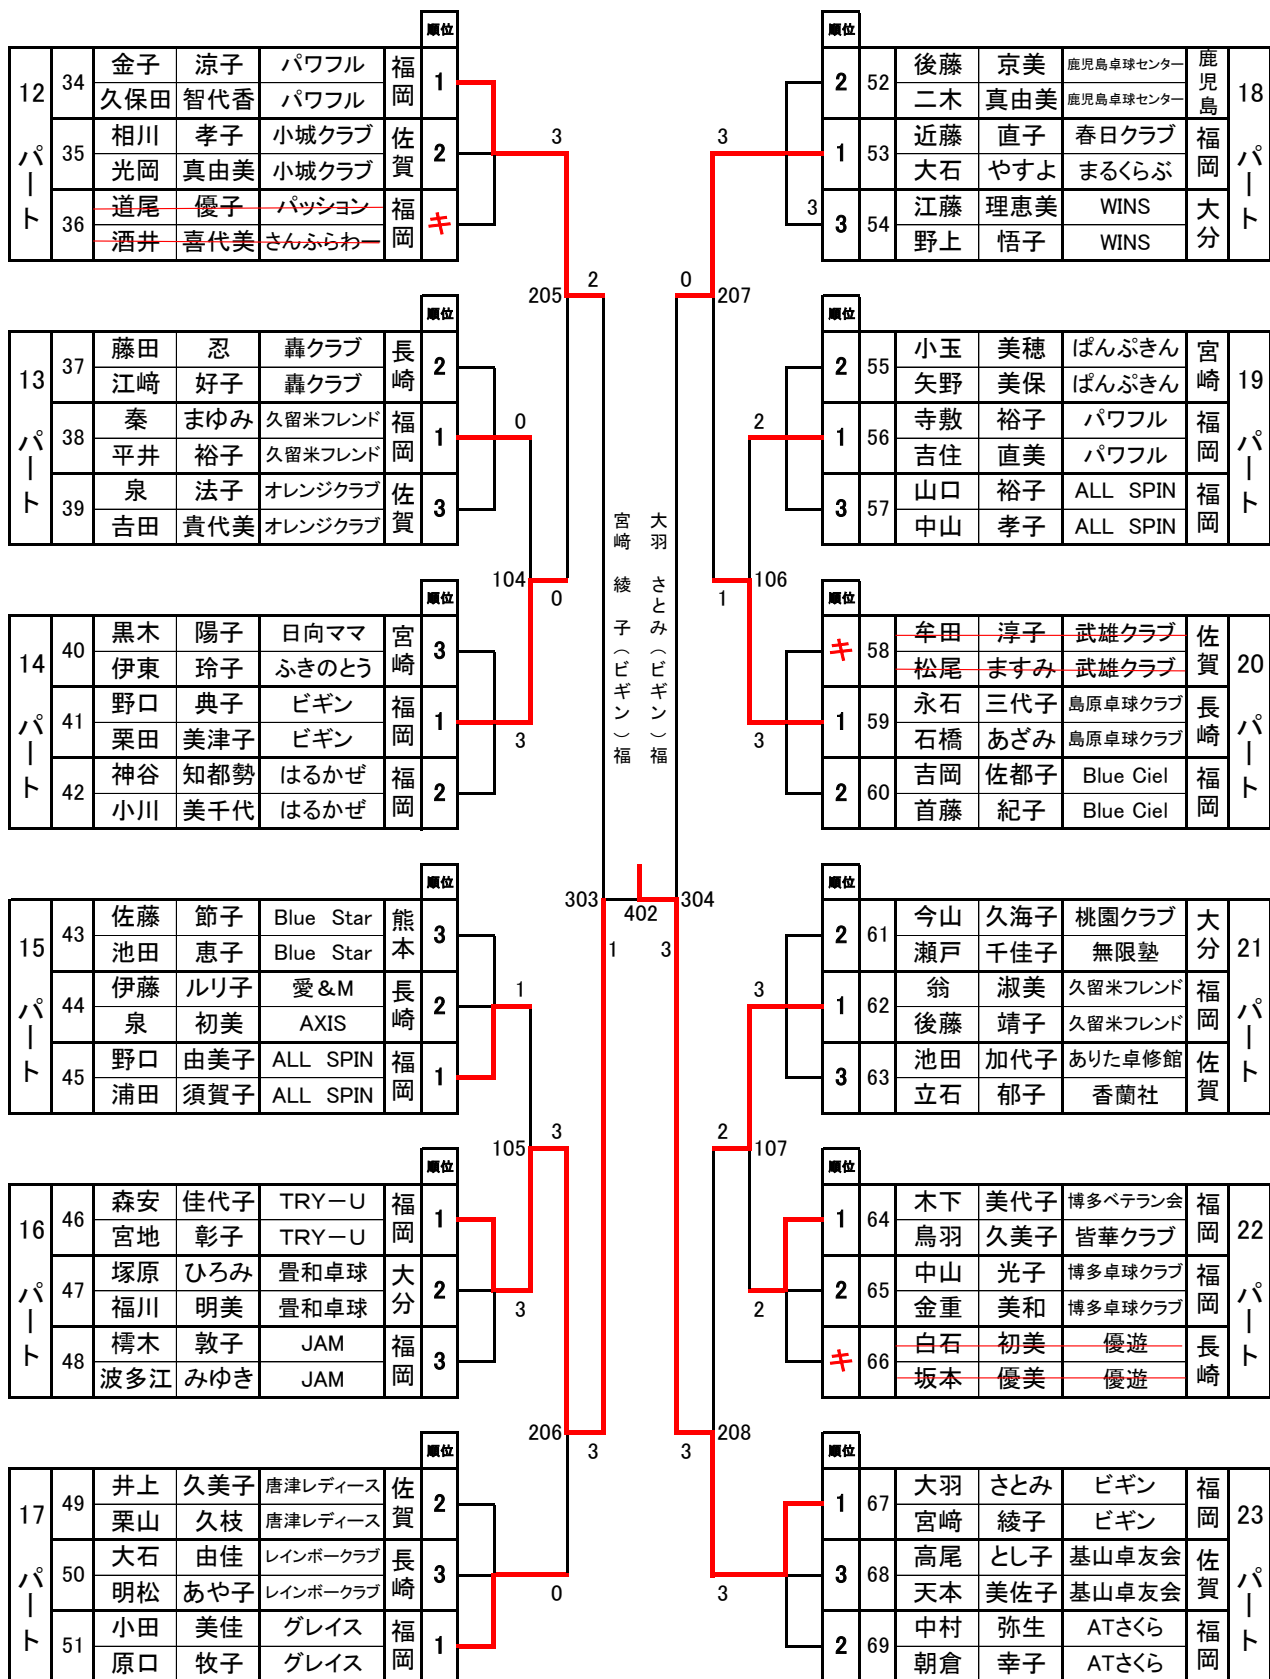 順位
12 パート
34 金子 涼子 パワフル 福岡 1
久保田 智代香 パワフル
35 相川 孝子 小城クラブ 佐賀 2
光岡 真由美 小城クラブ
36 道尾 優子 パッション 福岡 キ
酒井 喜代美 さんふらわー
3
205 2
順位
13 パート
37 藤田 忍 轟クラブ 長崎 2
江﨑 好子 轟クラブ
38 秦 まゆみ 久留米フレンド 福岡 1
平井 裕子 久留米フレンド
39 泉 法子 オレンジクラブ 佐賀 3
吉田 貴代美 オレンジクラブ
0
104 0
順位
14 パート
40 黒木 陽子 日向ママ 宮崎 3
伊東 玲子 ふきのとう
41 野口 典子 ビギン 福岡 1
栗田 美津子 ビギン
42 神谷 知都勢 はるかぜ 福岡 2
小川 美千代 はるかぜ
3
順位
15 パート
43 佐藤 節子 Blue Star 熊本 3
池田 恵子 Blue Star
44 伊藤 ルリ子 愛&M 長崎 2
泉 初美 AXIS
45 野口 由美子 ALL SPIN 福岡 1
浦田 須賀子 ALL SPIN
1
105 3
順位
16 パート
46 森安 佳代子 TRY－U 福岡 1
宮地 彰子 TRY－U
47 塚原 ひろみ 畳和卓球 大分 2
福川 明美 畳和卓球
48 樗木 敦子 JAM 福岡 3
波多江 みゆき JAM
3
206 3
順位
17 パート
49 井上 久美子 唐津レディース 佐賀 2
栗山 久枝 唐津レディース
50 大石 由佳 レインボークラブ 長崎 3
明松 あや子 レインボークラブ
51 小田 美佳 グレイス 福岡 1
原口 牧子 グレイス
0
大羽 さとみ（ビギン）福
宮﨑 綾 子（ビギン）福
303 402 304
1 3
順位
18 パート
2 52 後藤 京美 鹿児島卓球センター 鹿児島
二木 真由美 鹿児島卓球センター
1 53 近藤 直子 春日クラブ 福岡
大石 やすよ まるくらぶ
3 54 江藤 理恵美 WINS 大分
野上 悟子 WINS
3
3
0 207
順位
19 パート
2 55 小玉 美穂 ぱんぷきん 宮崎
矢野 美保 ぱんぷきん
1 56 寺敷 裕子 パワフル 福岡
吉住 直美 パワフル
3 57 山口 裕子 ALL SPIN 福岡
中山 孝子 ALL SPIN
2
106
1
順位
20 パート
キ 58 牟田 淳子 武雄クラブ 佐賀
松尾 ますみ 武雄クラブ
1 59 永石 三代子 島原卓球クラブ 長崎
石橋 あざみ 島原卓球クラブ
2 60 吉岡 佐都子 Blue Ciel 福岡
首藤 紀子 Blue Ciel
3
順位
21 パート
2 61 今山 久海子 桃園クラブ 大分
瀬戸 千佳子 無限塾
1 62 翁 淑美 久留米フレンド 福岡
後藤 靖子 久留米フレンド
3 63 池田 加代子 ありた卓修館 佐賀
立石 郁子 香蘭社
3
2 107
順位
22 パート
1 64 木下 美代子 博多ベテラン会 福岡
鳥羽 久美子 皆華クラブ
2 65 中山 光子 博多卓球クラブ 福岡
金重 美和 博多卓球クラブ
キ 66 白石 初美 優遊 長崎
坂本 優美 優遊
2
208
3
順位
23 パート
1 67 大羽 さとみ ビギン 福岡
宮﨑 綾子 ビギン
3 68 高尾 とし子 基山卓友会 佐賀
天本 美佐子 基山卓友会
2 69 中村 弥生 ATさくら 福岡
朝倉 幸子 ATさくら
3